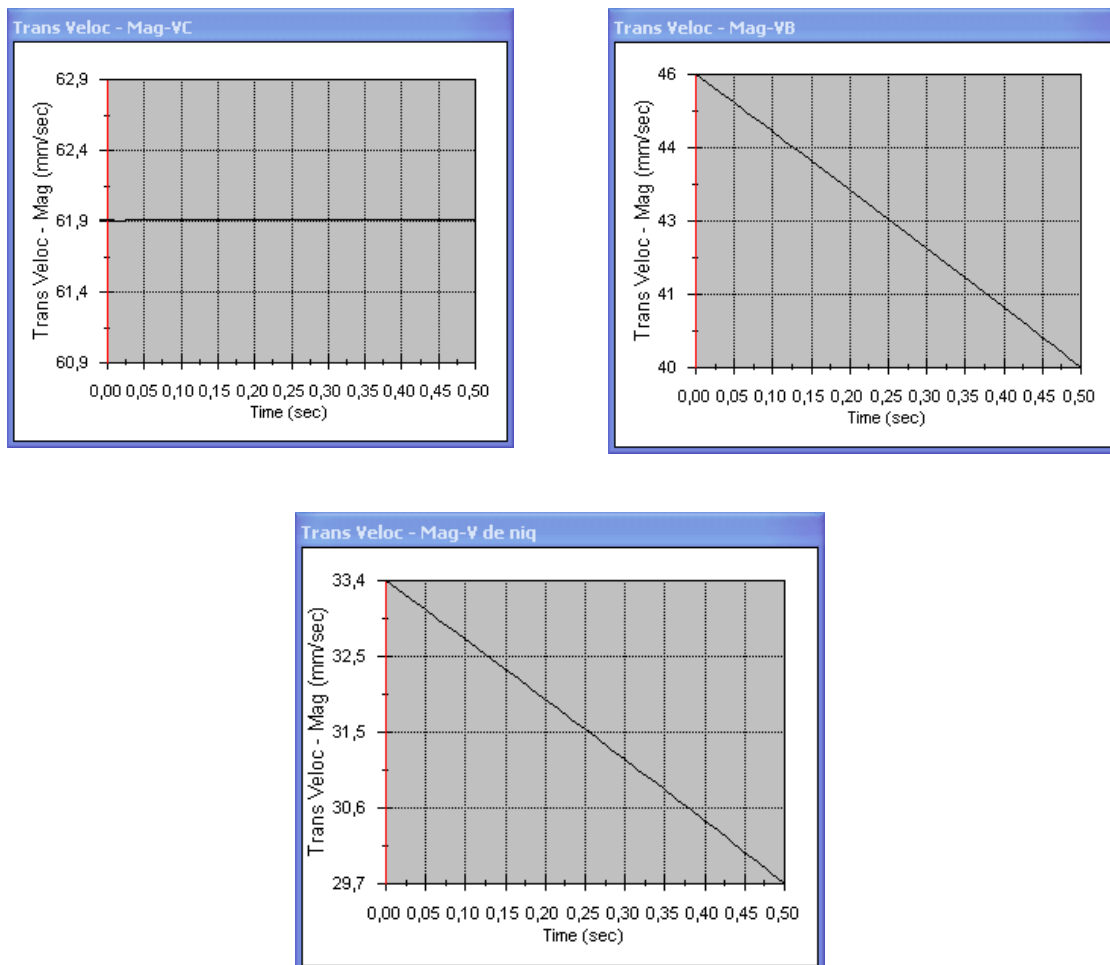 Trans Veloc - Mag-VC
Trans Veloc - Mag (mm/sec)
62,9
62,4
61,9
61,4
60,9
0,00 0,05 0,10 0,15 0,20 0,25 0,30 0,35 0,40 0,45 0,50
Time (sec)
Trans Veloc - Mag-VB
Trans Veloc - Mag (mm/sec)
46
44
43
41
40
0,00 0,05 0,10 0,15 0,20 0,25 0,30 0,35 0,40 0,45 0,50
Time (sec)
Trans Veloc - Mag-V de niq
Trans Veloc - Mag (mm/sec)
33,4
32,5
31,5
30,6
29,7
0,00 0,05 0,10 0,15 0,20 0,25 0,30 0,35 0,40 0,45 0,50
Time (sec)